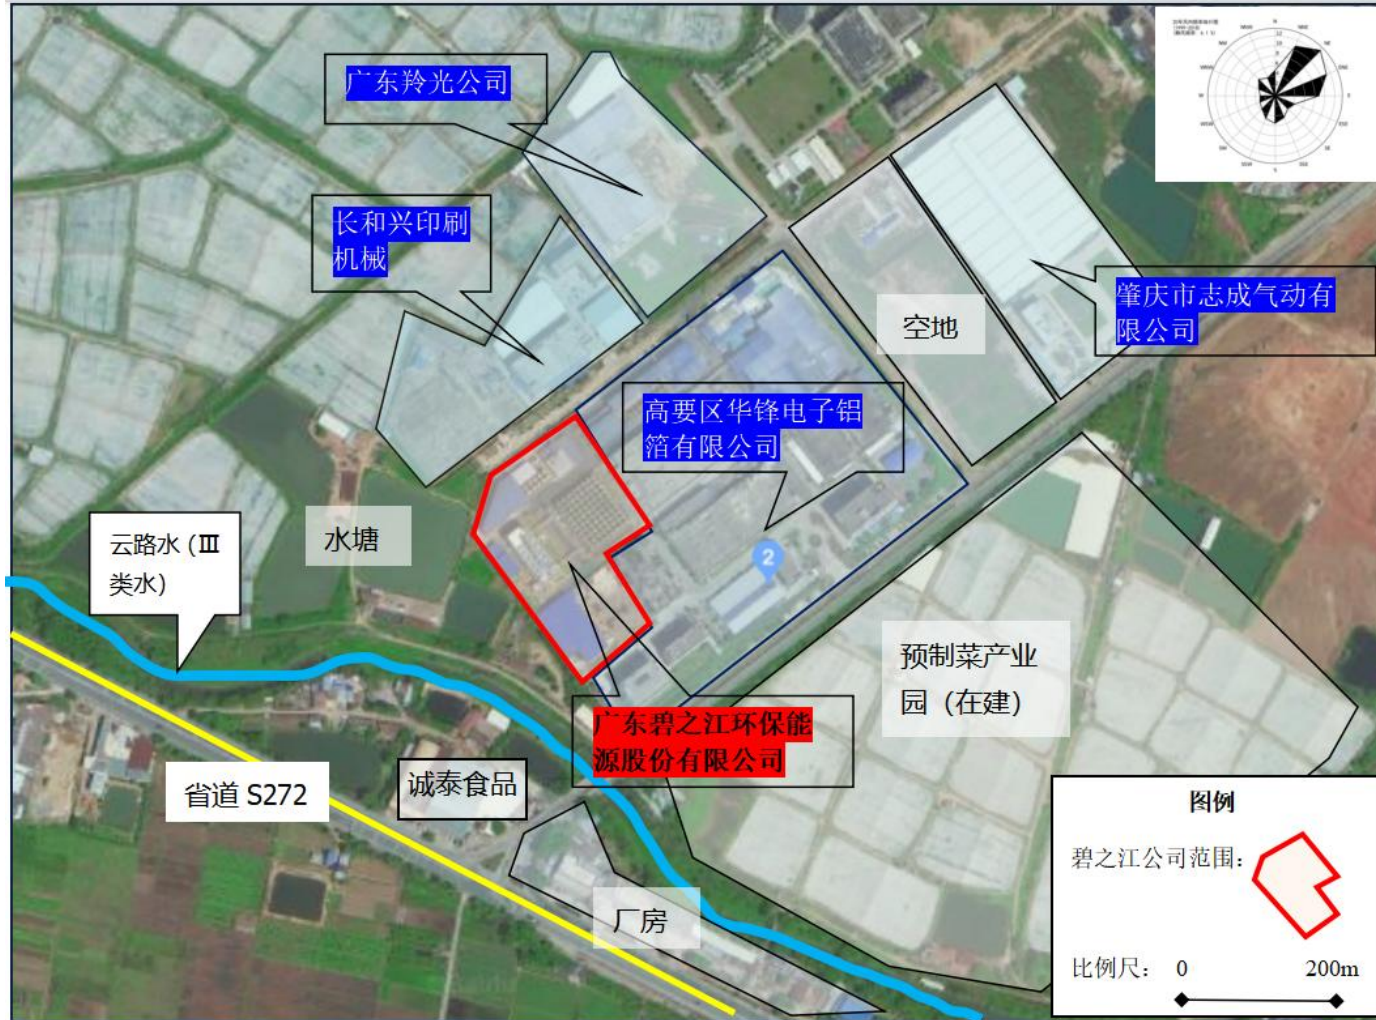 广东羚光公司
长和兴印刷
机械
肇庆市志成气动有
限公司
空地
高要区华锋电子铝
箔有限公司
2
水塘
云路水(Ⅲ
类水)
预制菜产业
园（在建）
广东碧之江环保能
源股份有限公司
省道 S272
诚泰食品
厂房
图例
碧之江公司范围：
比例尺： 0 200m